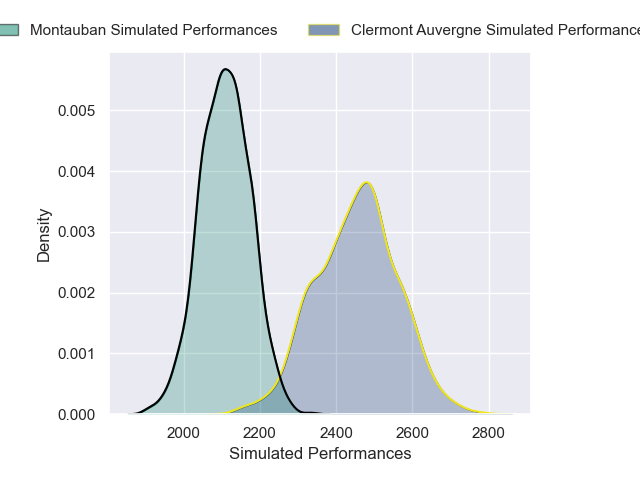 Montauban Simulated Performances
Clermont Auvergne Simulated Performance
0.005
0.004
0.003
0.002
0.001
0.000
Density
2000 2200 2400 2600 2800
Simulated Performances